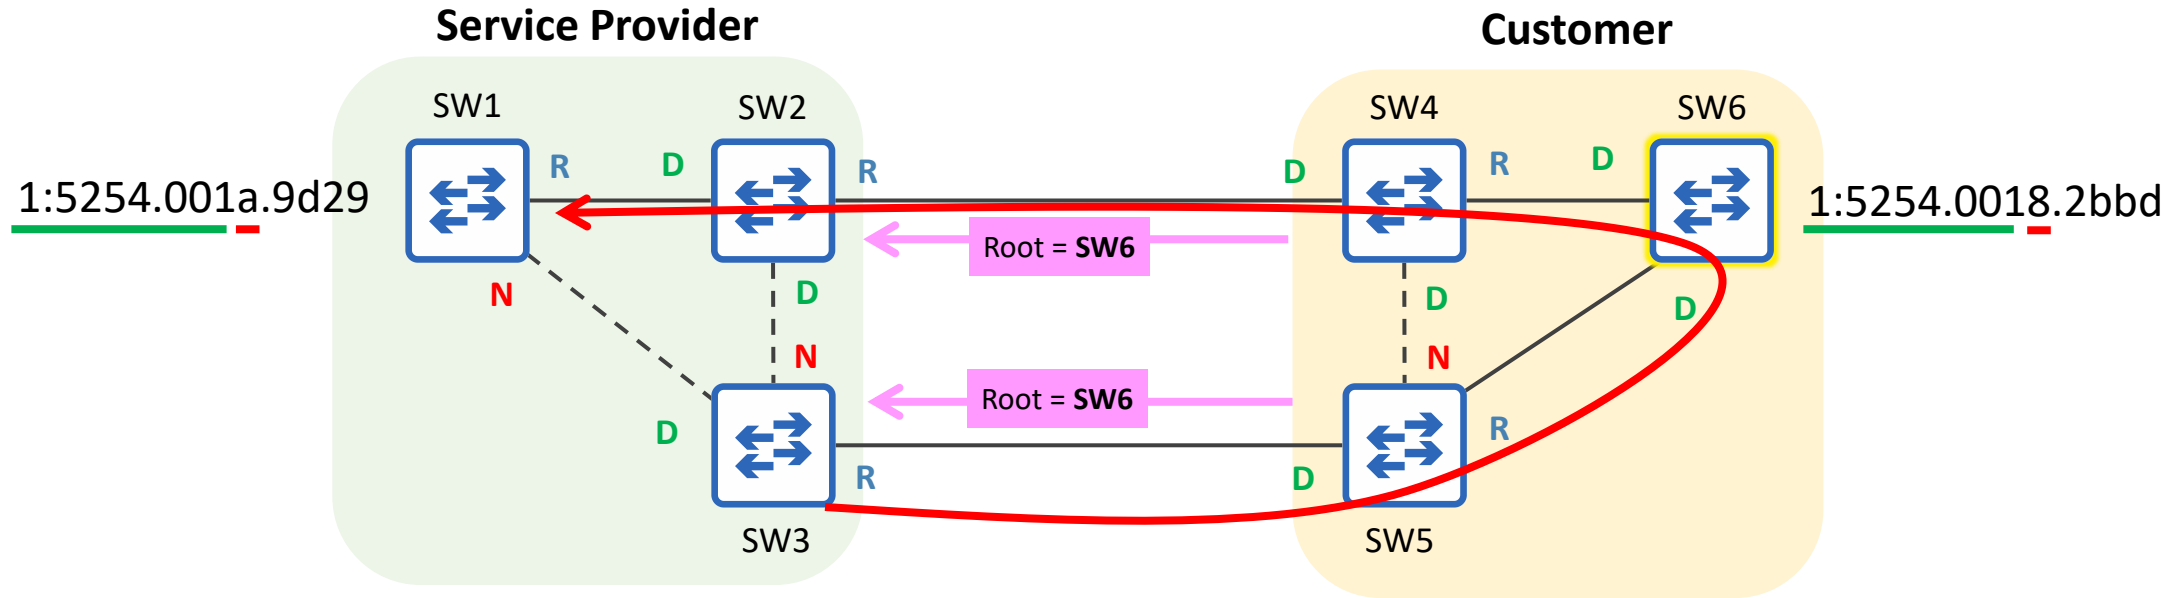 Service Provider
Customer
SW1
SW2
SW4
SW6
R
D
R
D
R
D
1:5254.001a.9d29
1:5254.0018.2bbd
Root = SW6
N
D
D
D
N
N
Root = SW6
D
R
D
R
SW3
SW5